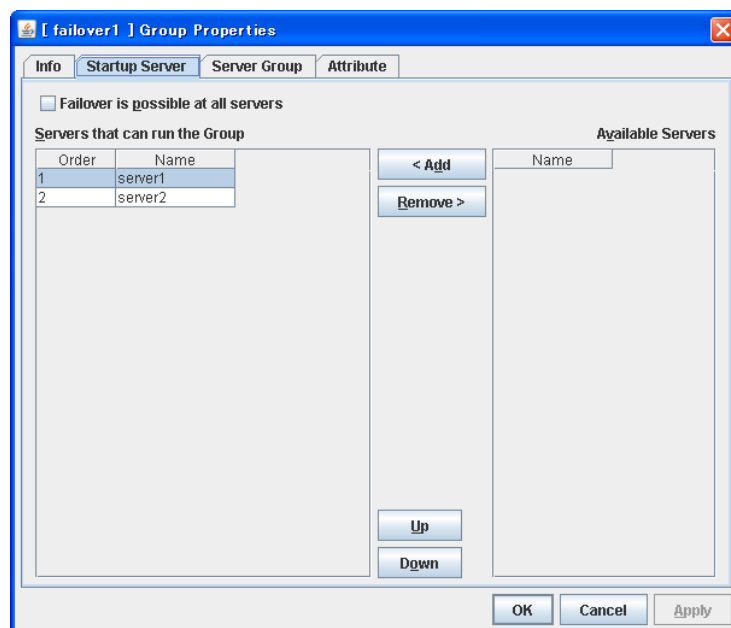 [ failover1 ] Group Properties
Info Startup Server Server Group Attribute
Failover is possible at all servers
Servers that can run the Group Available Servers
Order Name < Add Name
1 server1
2 server2 Remove >
Up
Down
OK Cancel Apply